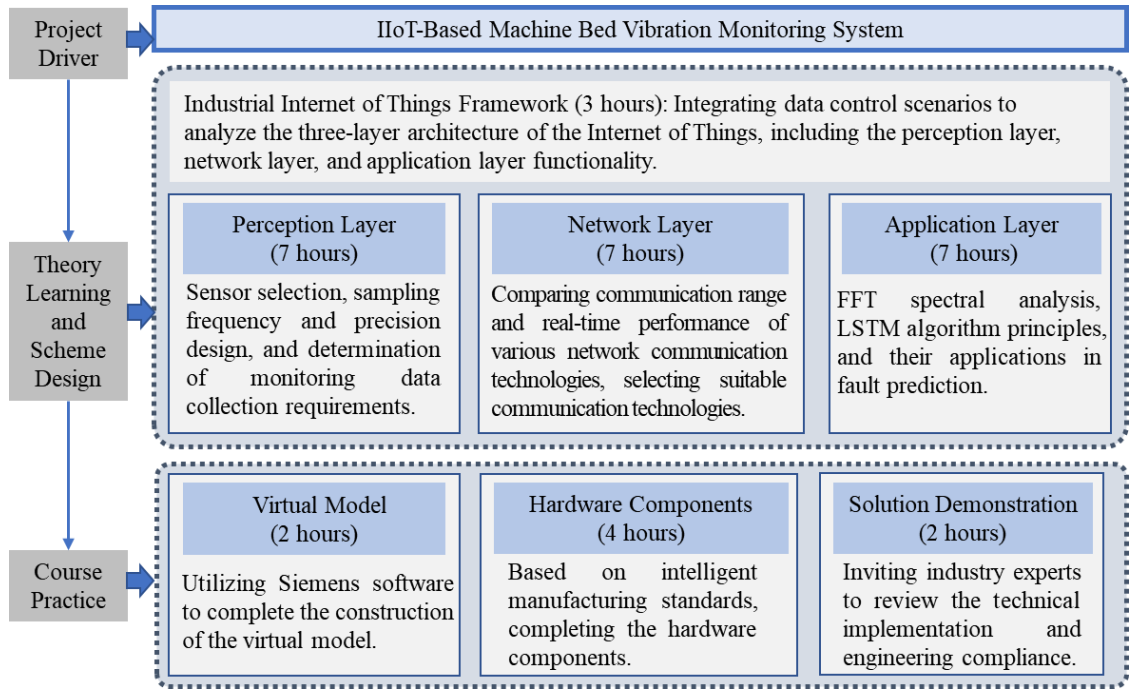 Project
Driver
IIoT-Based Machine Bed Vibration Monitoring System
Industrial Internet of Things Framework (3 hours): Integrating data control scenarios to
analyze the three-layer architecture of the Internet of Things, including the perception layer,
network layer, and application layer functionality.
Theory
Learning
and
Scheme
Design
Perception Layer
(7 hours)
Sensor selection, sampling
frequency and precision
design, and determination
of monitoring data
collection requirements.
Network Layer
(7 hours)
Comparing communication range
and real-time performance of
various network communication
technologies, selecting suitable
communication technologies.
Application Layer
(7 hours)
FFT spectral analysis,
LSTM algorithm principles,
and their applications in
fault prediction.
Course
Practice
Virtual Model
(2 hours)
Utilizing Siemens software
to complete the construction
of the virtual model.
Hardware Components
(4 hours)
Based on intelligent
manufacturing standards,
completing the hardware
components.
Solution Demonstration
(2 hours)
Inviting industry experts
to review the technical
implementation and
engineering compliance.